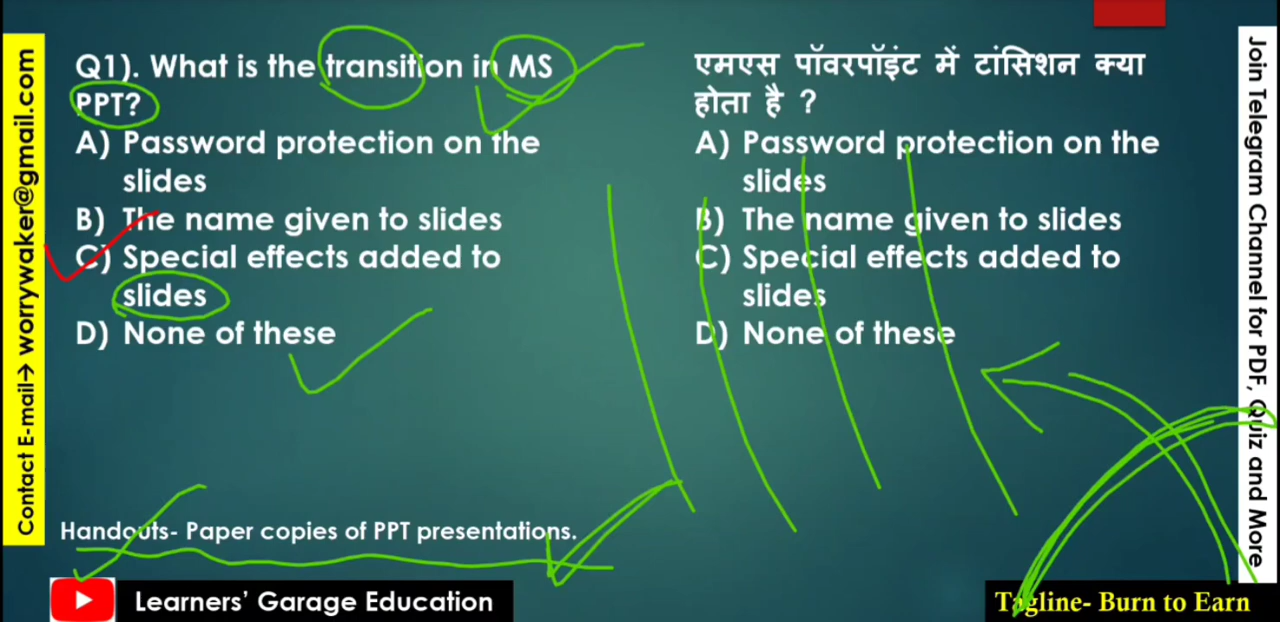 Contact E-mail→ worrywaker@gmail.com
Q1). What is the transition in MS
PPT?
A) Password protection on the
slides
B) The name given to slides
C) Special effects added to
slides
D) None of these
Handouts- Paper copies of PPT presentations.
एमएस पॉवरपॉइंट में टांसिशन क्या
होता है ?
A) Password protection on the
slides
B) The name given to slides
C) Special effects added to
slides
D) None of these
Join Telegram Channel for PDF, Quiz and More
Learners’ Garage Education
Tagline- Burn to Earn